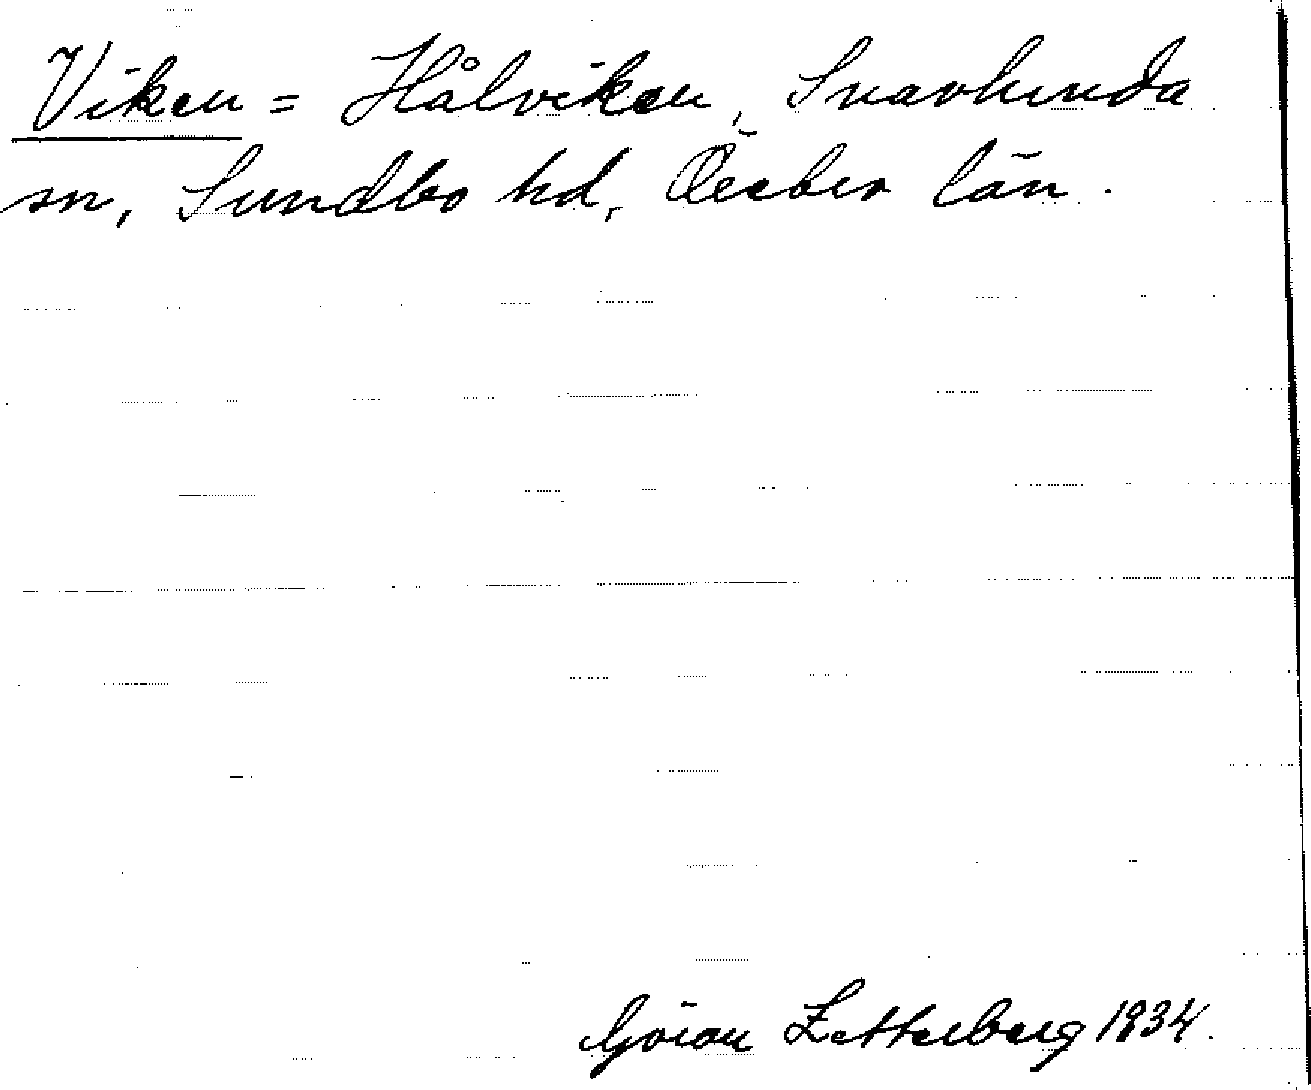 Viken = Hålviken, Snavlunda
sn, Sundbo hd, Örebro län.
Göran Zetterberg 1934.